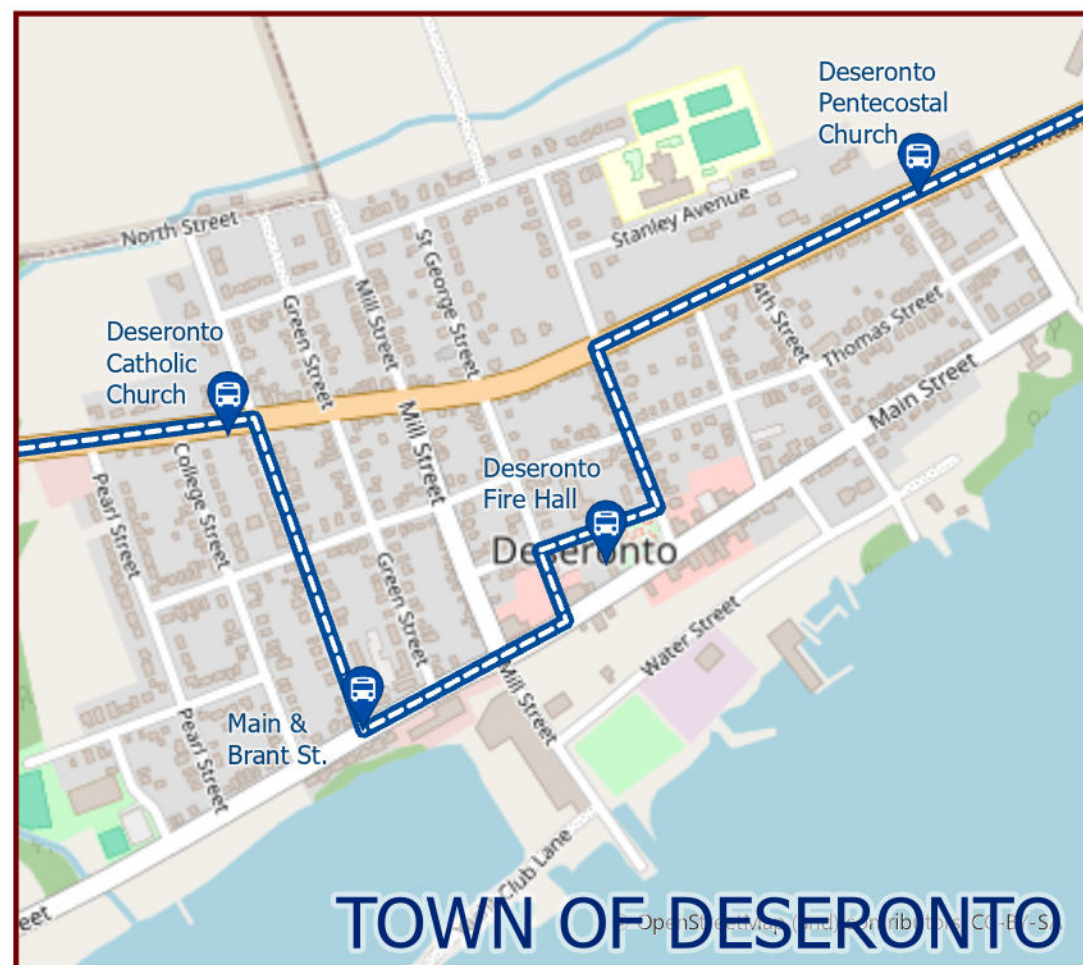 Deseronto
Pentecostal
Church
North Street
Stanley Avenue
St George Street
Green Street
Mill Street
4th Street
Thomas Street
Deseronto
Catholic
Church
Main Street
Mill Street
College Street
Pearl Street
Deseronto
Fire Hall
Deseronto
Green Street
Water Street
Mill Street
Main &
Brant St.
Pearl Street
Club Lane
TOWN OF DESERONTO